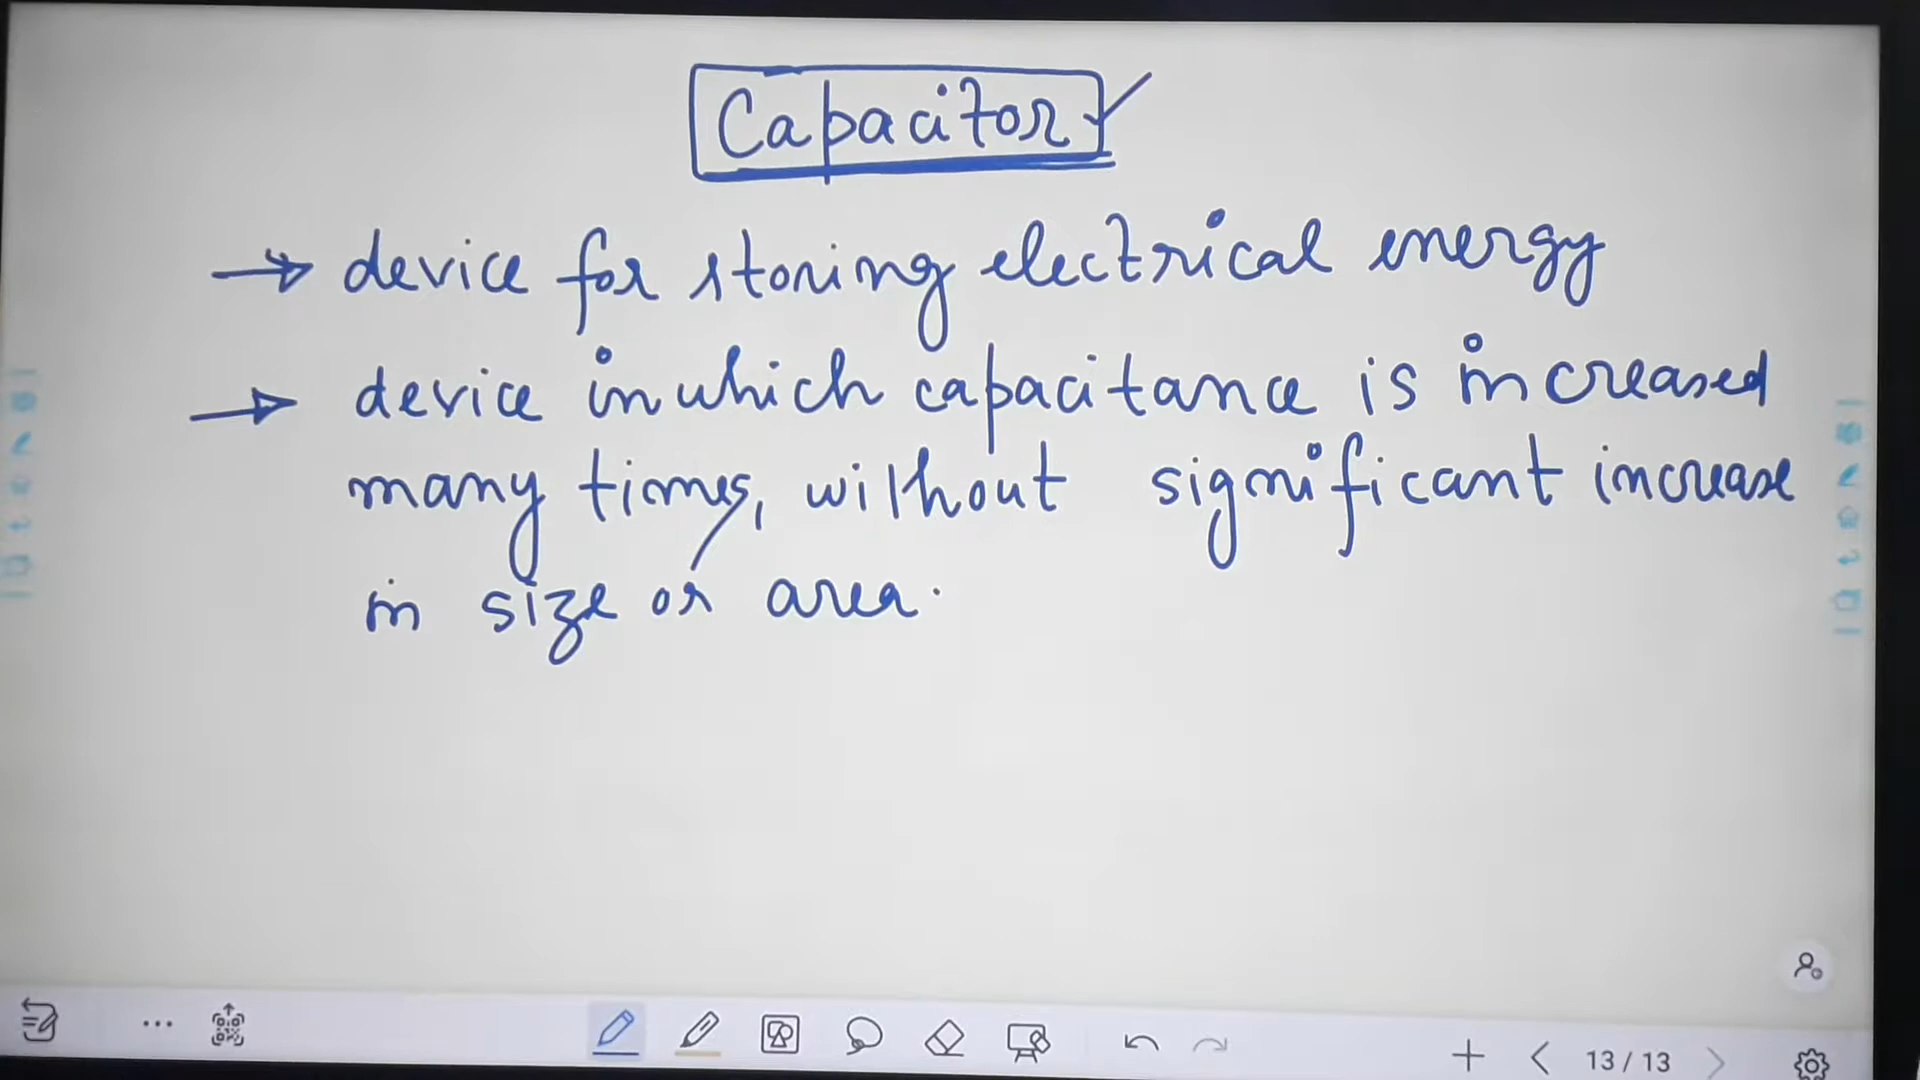 Capacitor
→ device for storing electrical energy
→ device in which capacitance is increased
many times, without significant increase
in size or area.
13 / 13